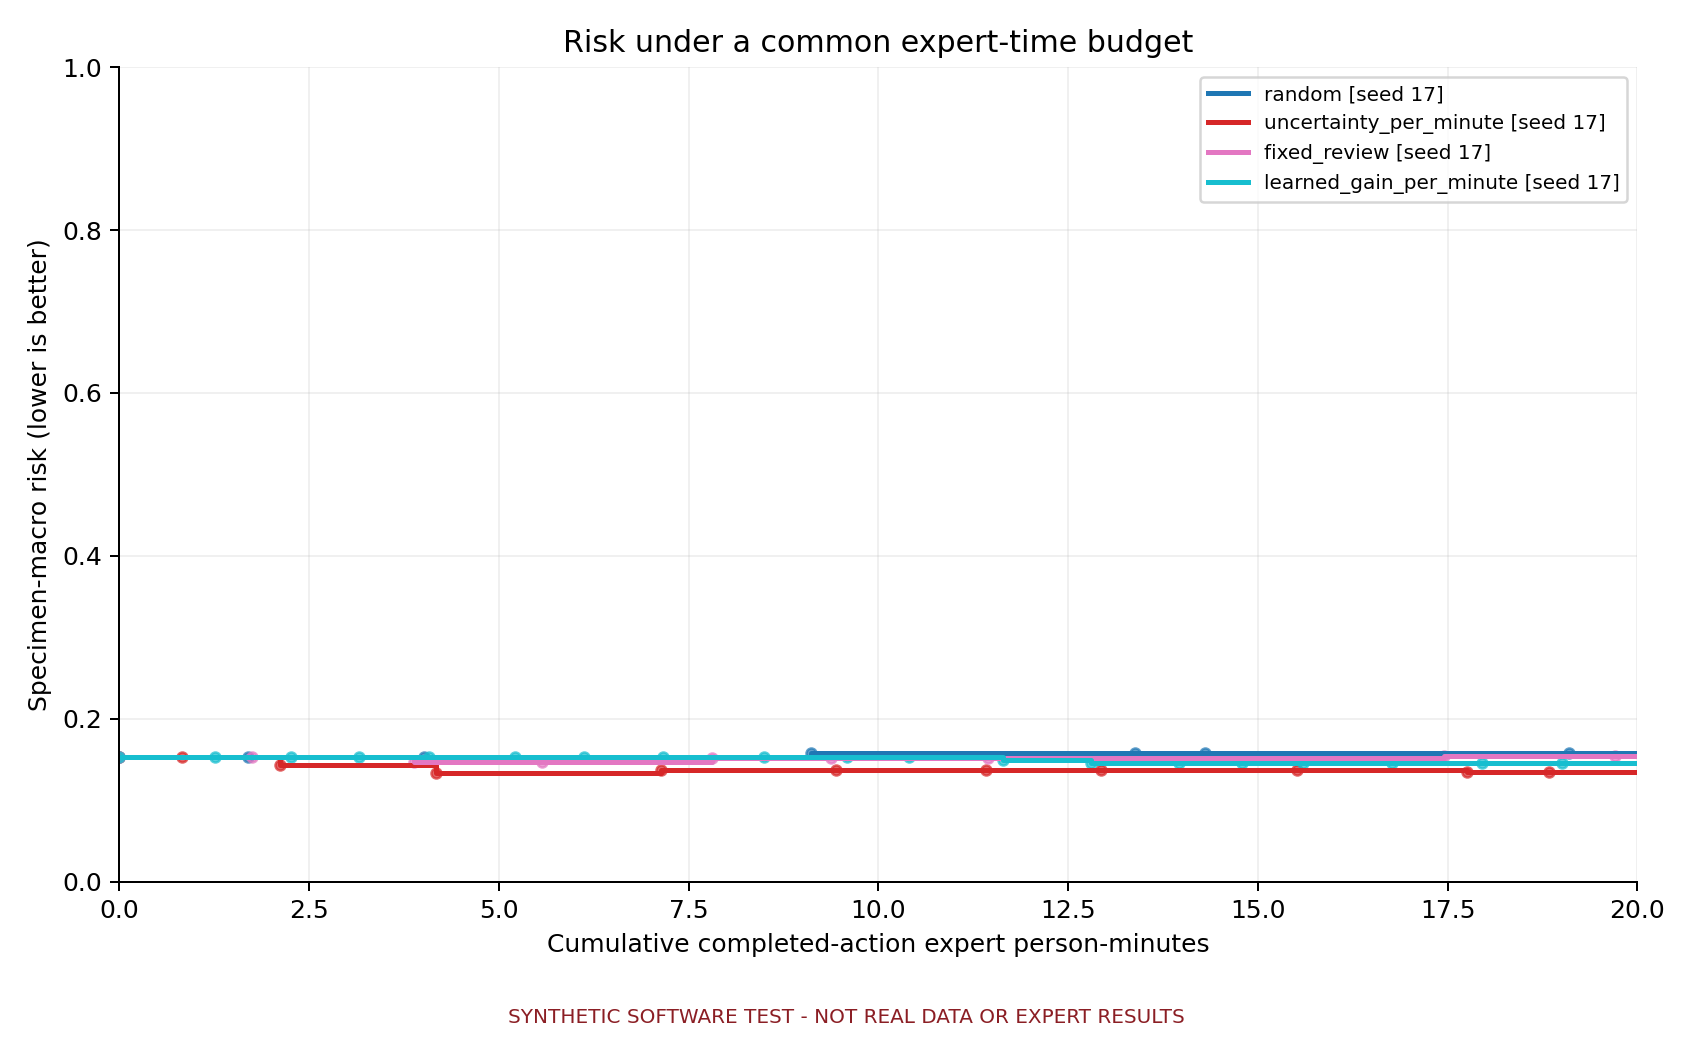 Risk under a common expert-time budget
1.0
0.8
0.6
0.4
0.2
0.0
Specimen-macro risk (lower is better)
random [seed 17]
uncertainty_per_minute [seed 17]
fixed_review [seed 17]
learned_gain_per_minute [seed 17]
0.0 2.5 5.0 7.5 10.0 12.5 15.0 17.5 20.0
Cumulative completed-action expert person-minutes
SYNTHETIC SOFTWARE TEST - NOT REAL DATA OR EXPERT RESULTS